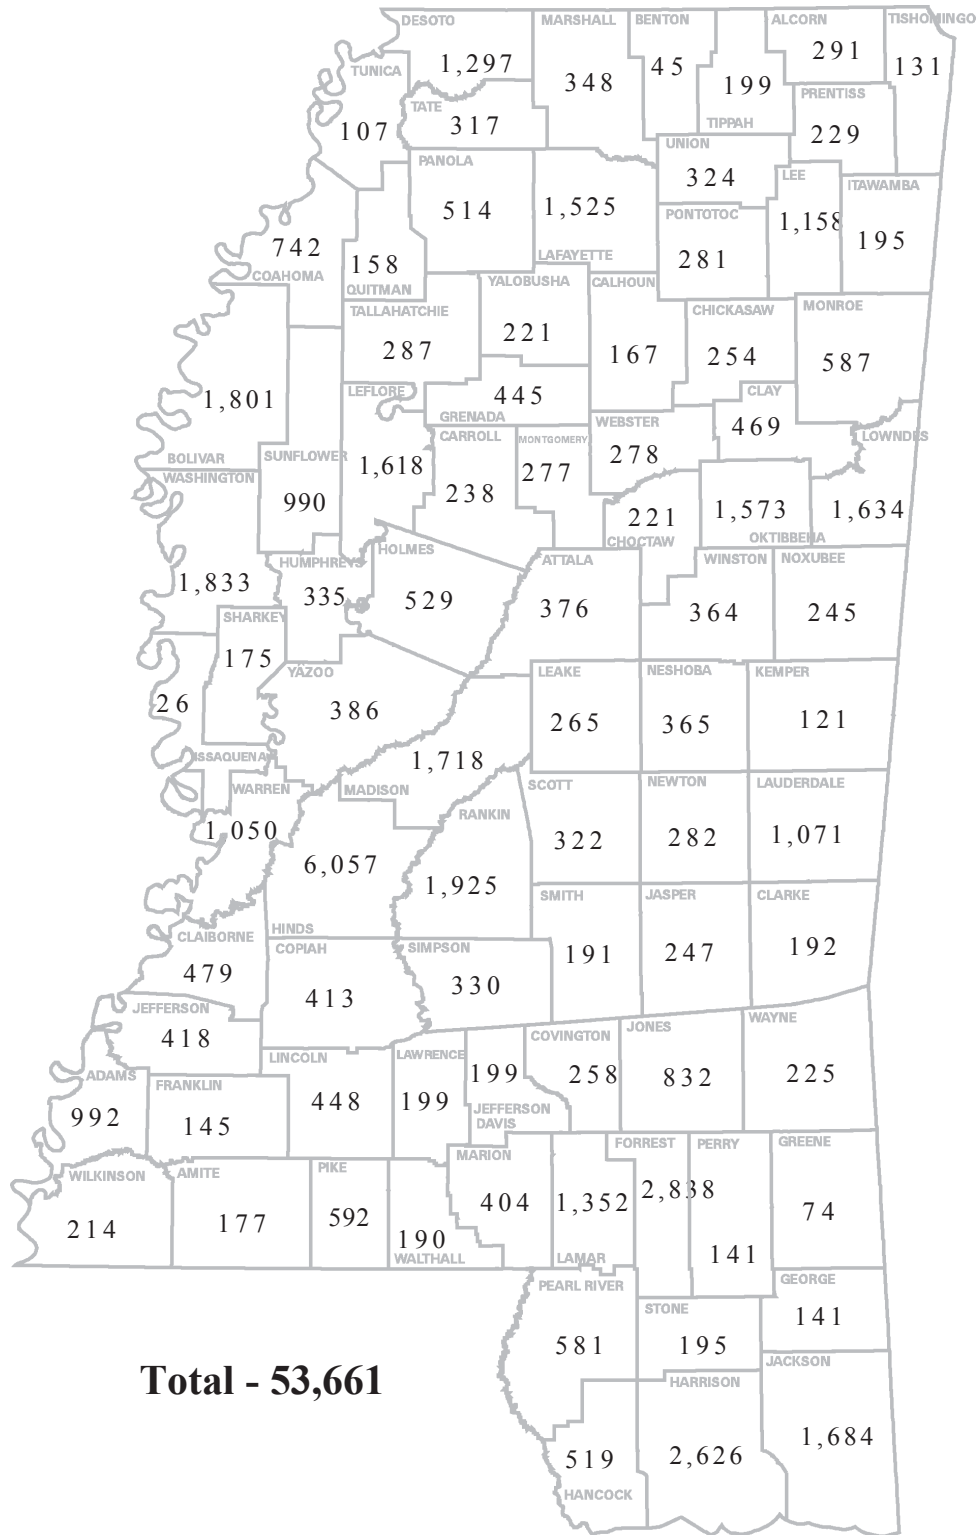 DESOTO
1,297
MARSHALL
348
BENTON
45
199
TIPPAH
ALCORN
291
TISHOMINGO
131
TUNICA
107
TATE
317
PRENTISS
229
UNION
324
PANOLA
514
1,525
LAFAYETTE
PONTOTOC
281
LEE
1,158
ITAWAMBA
195
742
COAHOMA
158
QUITMAN
YALOBUSHA
221
CALHOUN
167
TALLAHATCHIE
287
CHICKASAW
254
MONROE
587
1,801
BOLIVAR
LEFLORE
1,618
445
GRENADA
CLAY
469
WEBSTER
278
LOWNDES
1,634
SUNFLOWER
990
CARROLL
238
MONTGOMERY
277
221
CHOCTAW
1,573
OKTIBBEHA
WASHINGTON
1,833
HUMPHREYS
335
HOLMES
529
ATTALA
376
WINSTON
364
NOXUBEE
245
SHARKEY
175
26
ISSAQUENA
YAZOO
386
LEAKE
265
NESHOBA
365
KEMPER
121
1,718
MADISON
WARREN
1,050
RANKIN
1,925
SCOTT
322
NEWTON
282
LAUDERDALE
1,071
6,057
HINDS
SMITH
191
JASPER
247
CLARKE
192
CLAIBORNE
479
COPIAH
413
SIMPSON
330
JEFFERSON
418
LINCOLN
448
LAWRENCE
199
199
JEFFERSON
DAVIS
COVINGTON
258
JONES
832
WAYNE
225
ADAMS
992
FRANKLIN
145
WILKINSON
214
AMITE
177
PIKE
592
190
WALTHALL
MARION
404
1,352
LAMAR
FORREST
2,838
PERRY
141
GREENE
74
PEARL RIVER
581
STONE
195
GEORGE
141
Total - 53,661
519
HANCOCK
HARRISON
2,626
JACKSON
1,684